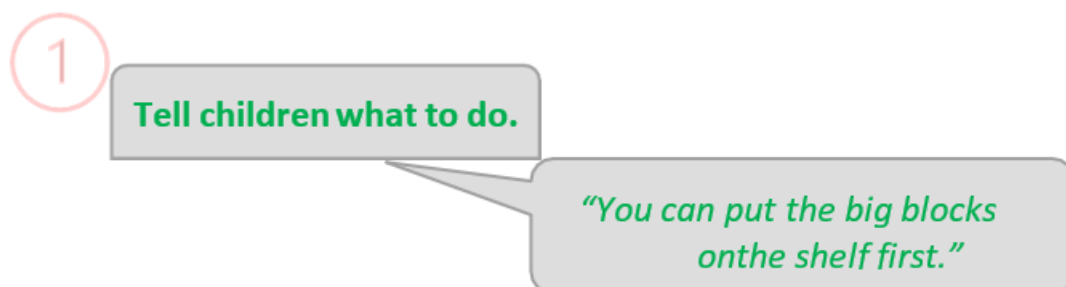 1
Tell children what to do.
“You can put the big blocks
onthe shelf first.”